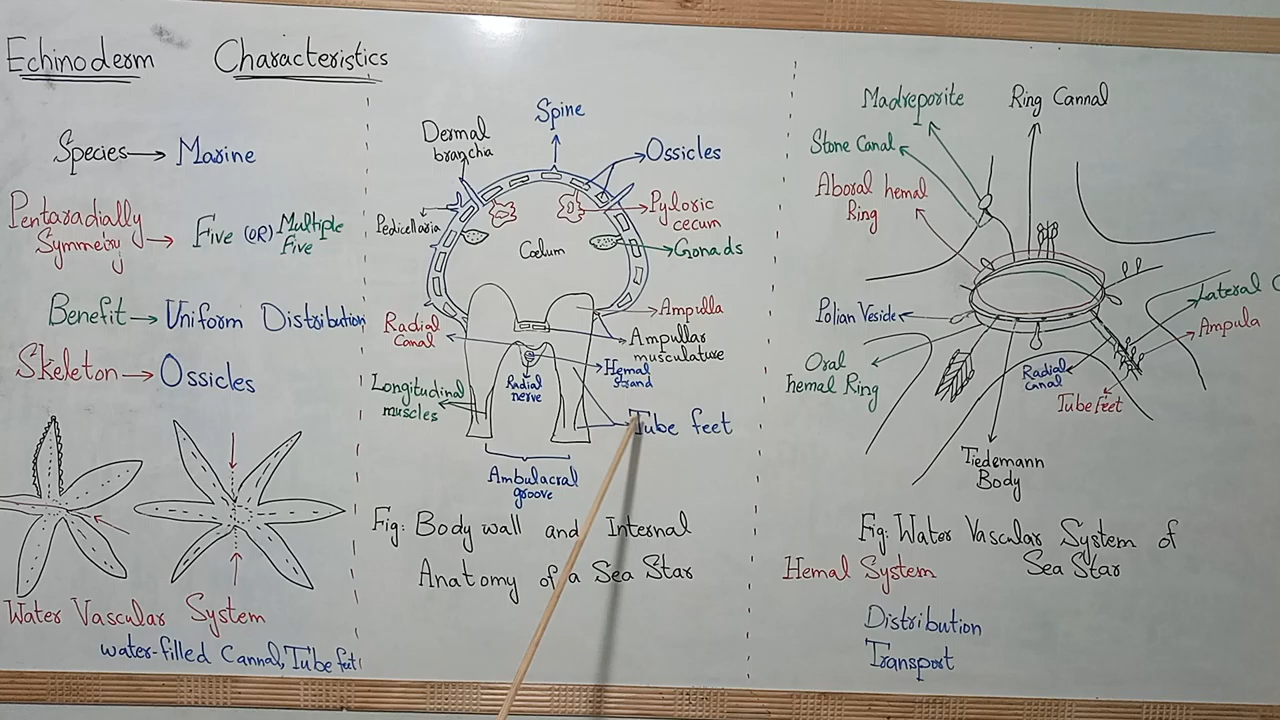 Echinoderm Characteristics
Species → Marine
Pentaradially
Symmetry → Five (OR) Multiple
Five
Benefit → Uniform Distribution
Skeleton → Ossicles
Water Vascular System
water-filled Cannal, Tube feet
Spine
Dermal
branchia
Ossicles
Pedicellaria
Pyloric
cecum
Coelum
Gonads
Radial
Canal
Ampulla
Ampullar
musculature
Hemal
strand
Radial
nerve
Longitudinal
muscles
Tube feet
Ambulacral
groove
Fig: Body wall and Internal
Anatomy of a Sea Star
Madreporite
Ring Cannal
Stone Canal
Aboral hemal
Ring
Lateral C
Polian Veside
Ampula
Oral
hemal Ring
Radial
canal
Tube feet
Tiedemann
Body
Fig: Water Vascular System of
Sea Star
Hemal System
Distribution
Transport